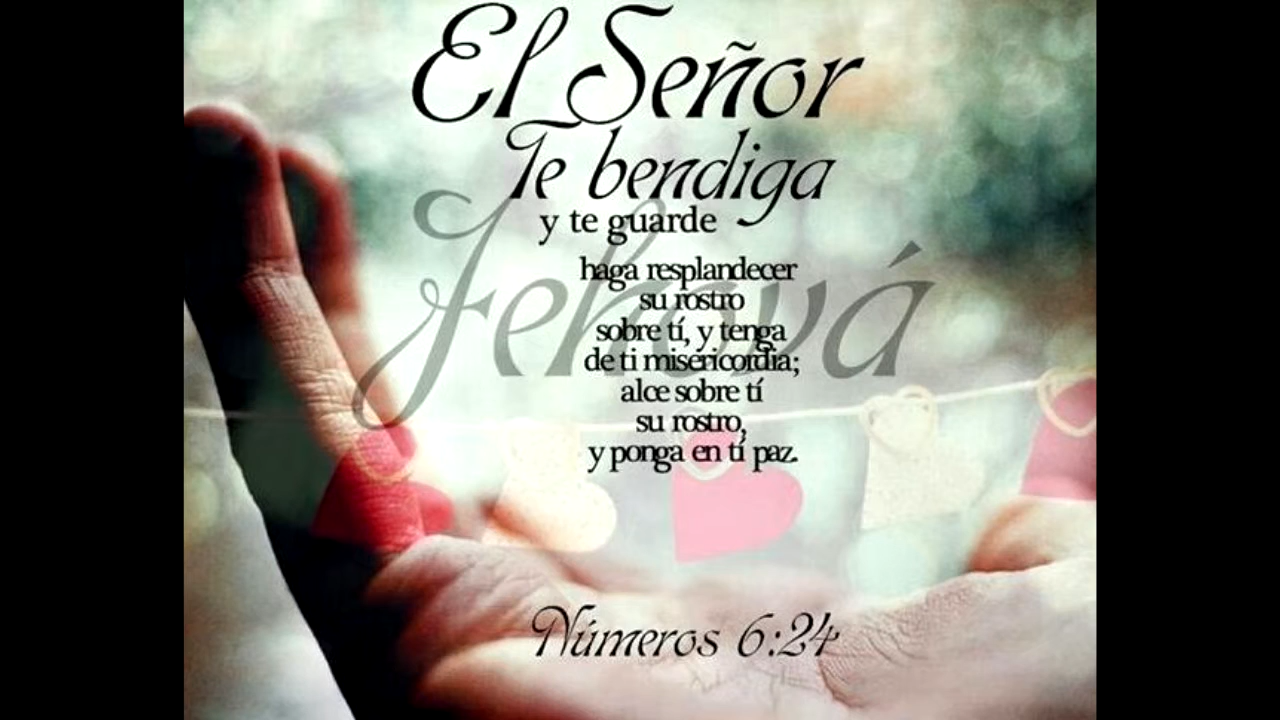 El Señor
Te bendiga
y te guarde
Jehová
haga resplandecer
su rostro
sobre tí, y tenga
de ti misericordia;
alce sobre tí
su rostro,
y ponga en tí paz.
Números 6:24